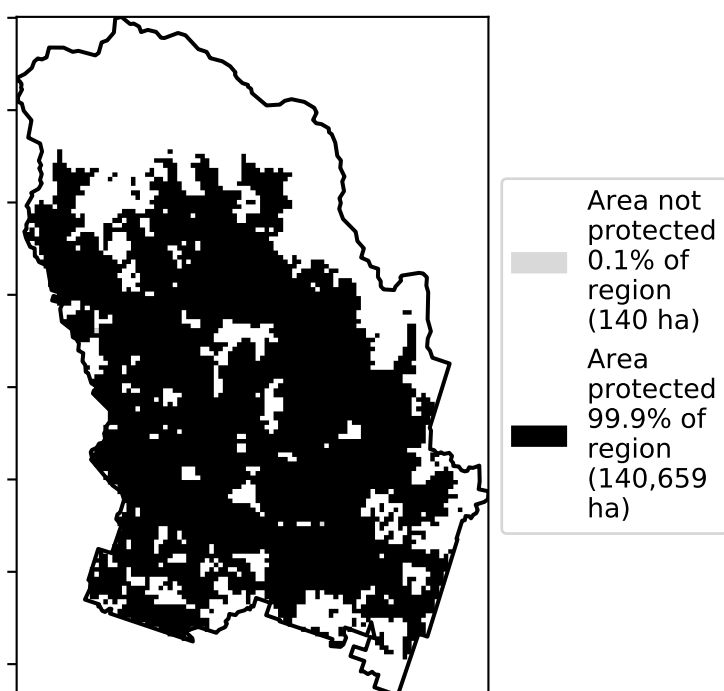 Area not
protected
0.1% of
region
(140 ha)
Area
protected
99.9% of
region
(140,659
ha)